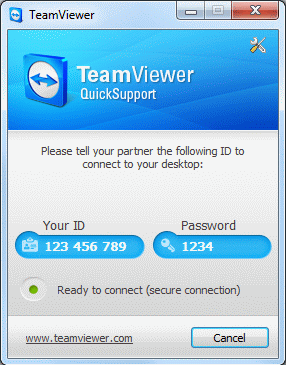 TeamViewer
TeamViewer
QuickSupport
Please tell your partner the following ID to
connect to your desktop:
Your ID
Password
123 456 789
1234
Ready to connect (secure connection)
www.teamviewer.com
Cancel